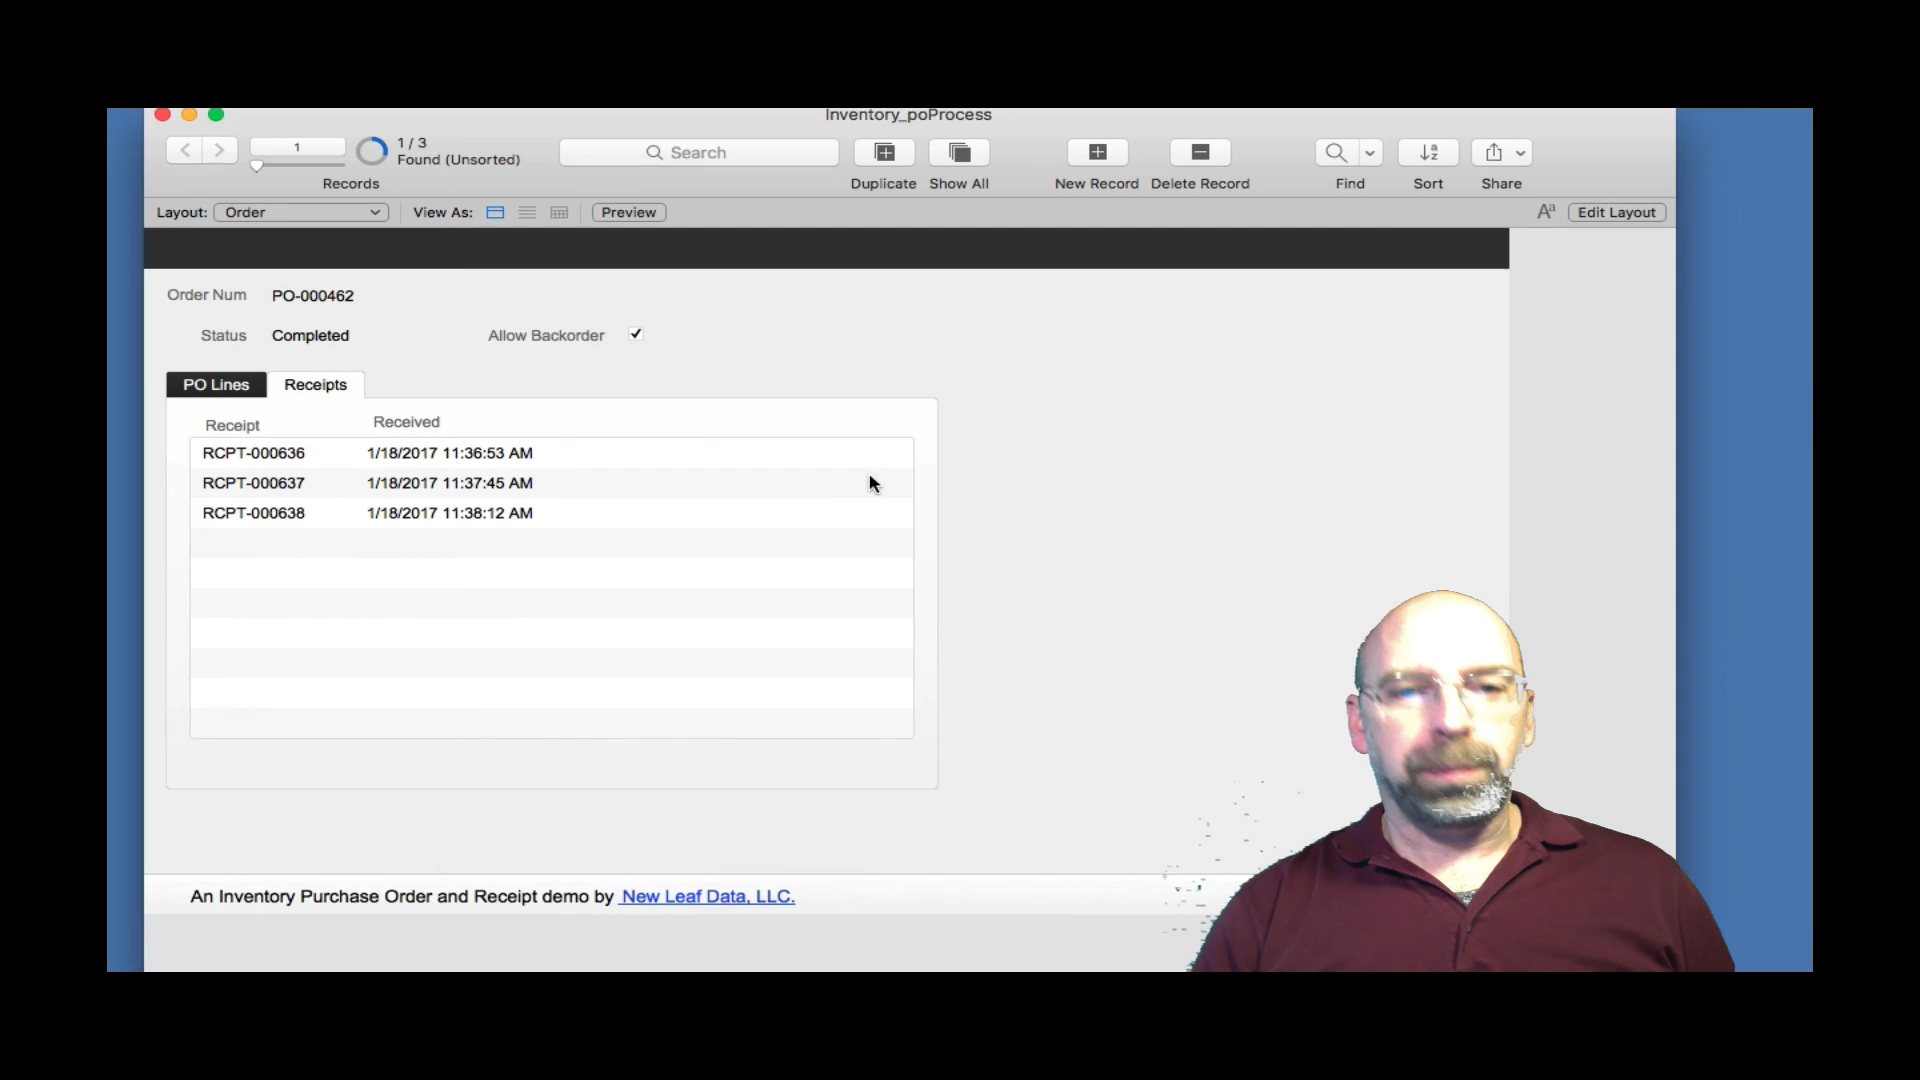 Inventory_poProcess
1
1 / 3
Found (Unsorted)
Records
Search
Duplicate
Show All
New Record
Delete Record
Find
Sort
Share
Layout: Order
View As:
Preview
Aa
Edit Layout
Order Num PO-000462
Status Completed
Allow Backorder
PO Lines
Receipts
Receipt Received
RCPT-000636 1/18/2017 11:36:53 AM
RCPT-000637 1/18/2017 11:37:45 AM
RCPT-000638 1/18/2017 11:38:12 AM
An Inventory Purchase Order and Receipt demo by New Leaf Data, LLC.